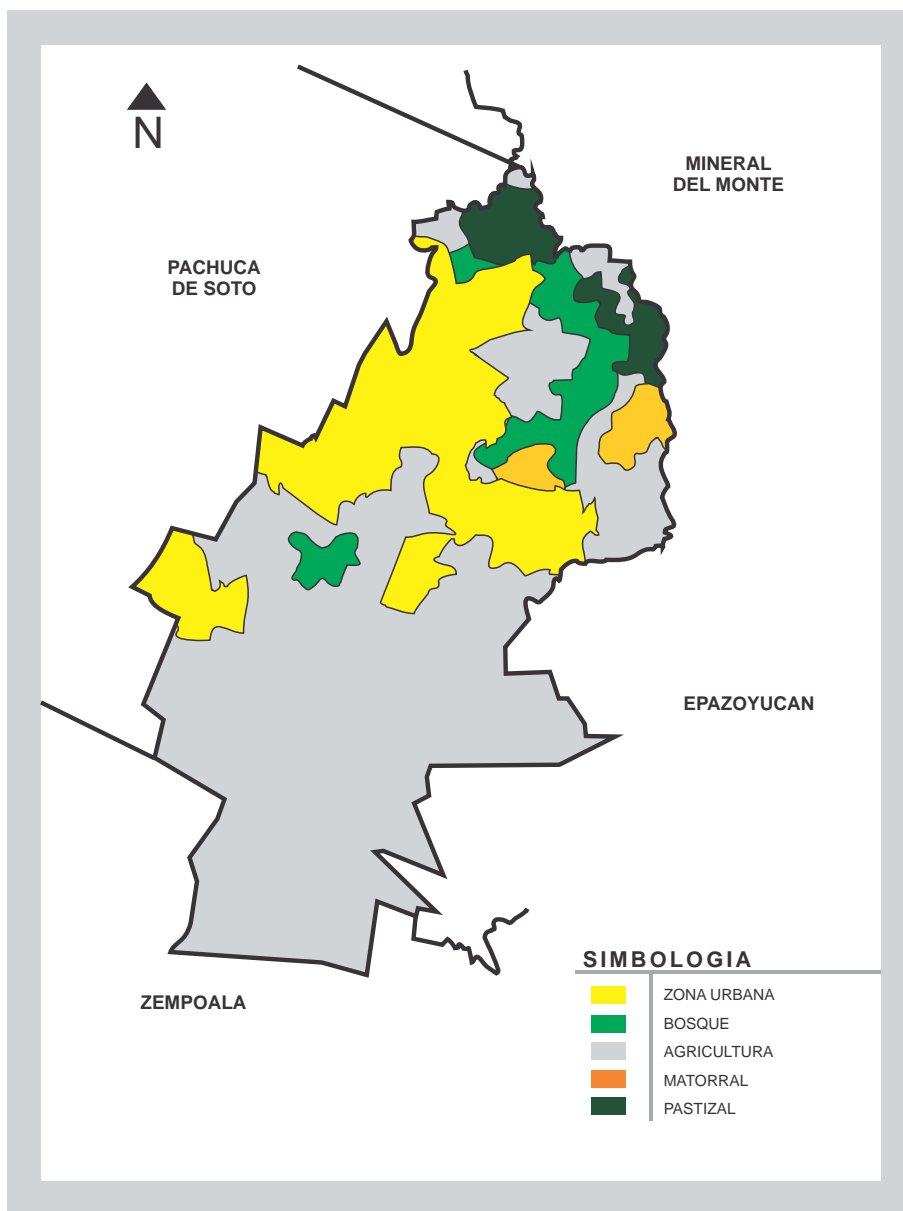 N
MINERAL
DEL MONTE
PACHUCA
DE SOTO
EPAZOYUCAN
ZEMPOALA
SIMBOLOGIA
ZONA URBANA
BOSQUE
AGRICULTURA
MATORRAL
PASTIZAL